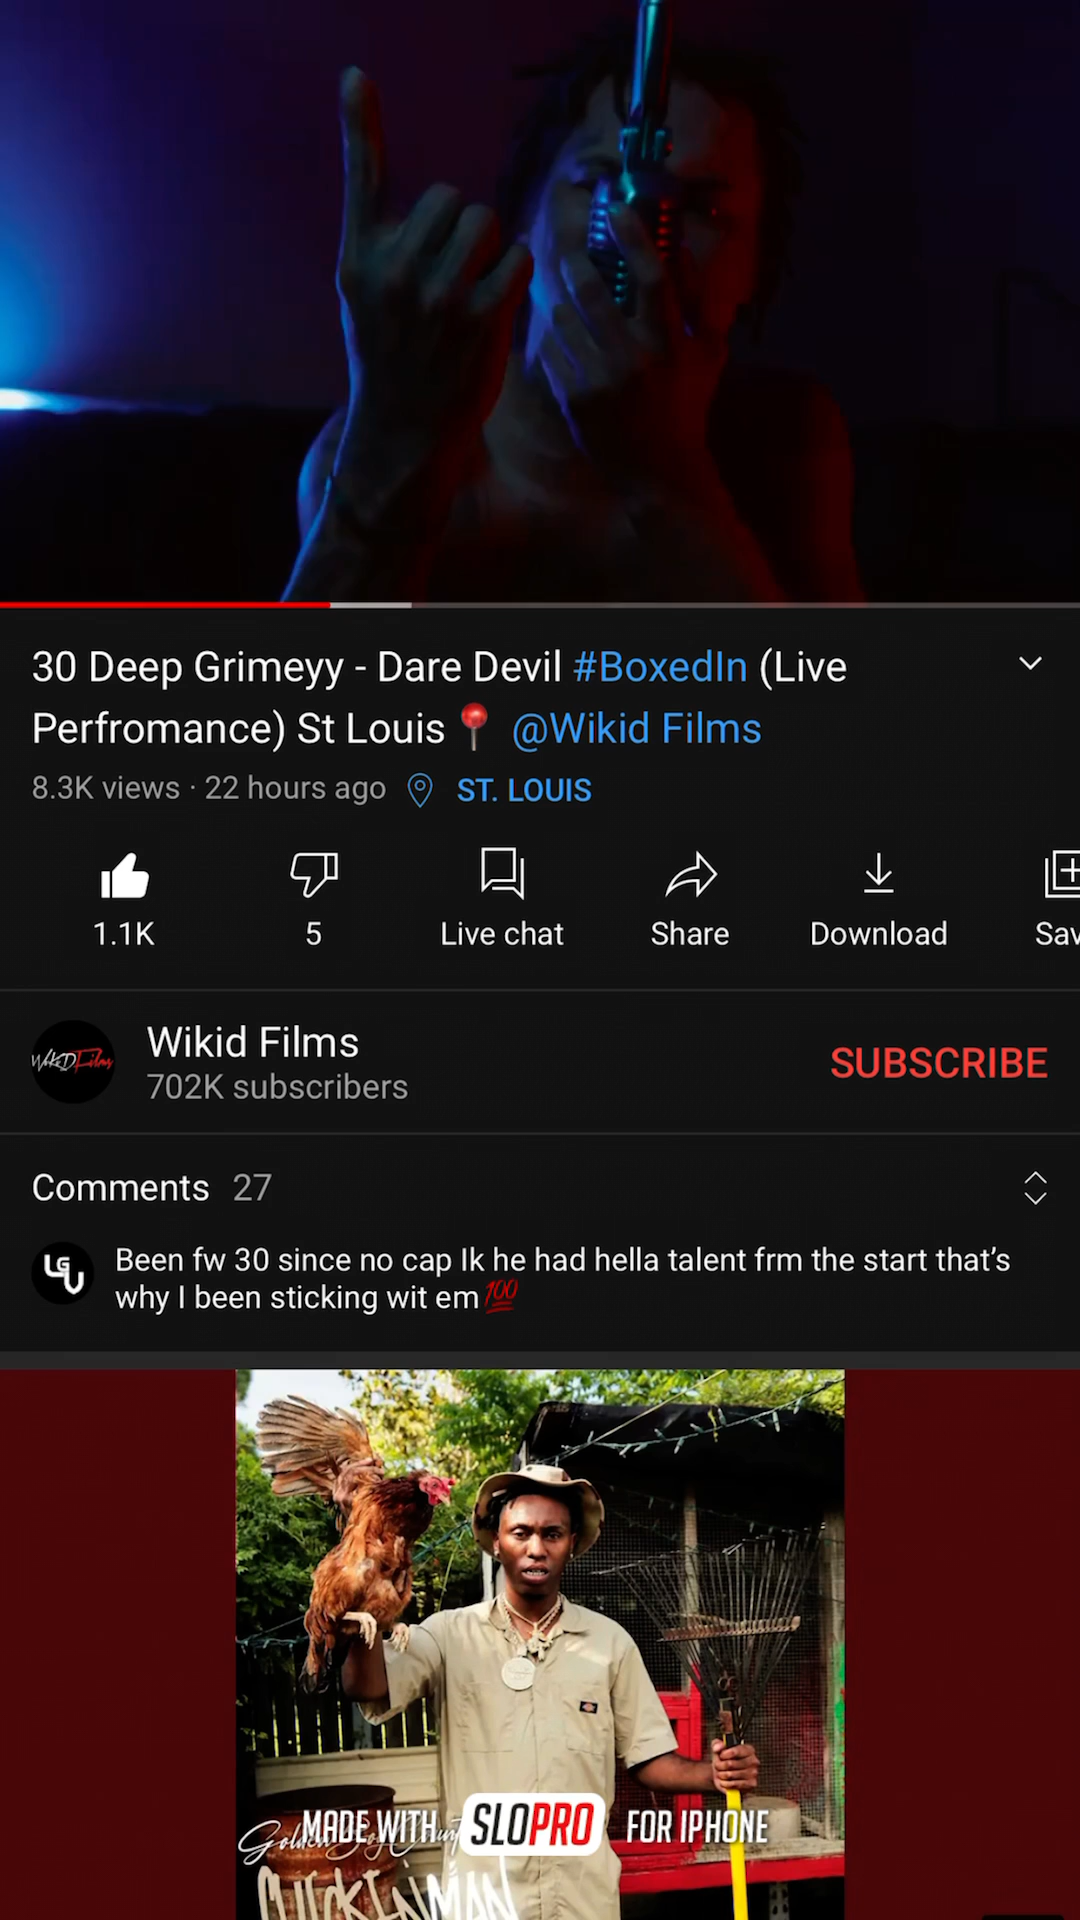 30 Deep Grimeyy - Dare Devil #BoxedIn (Live
Perfromance) St Louis📍 @Wikid Films
8.3K views · 22 hours ago ST. LOUIS
1.1K
5
Live chat
Share
Download
Sav
WikiD Films
Wikid Films
702K subscribers
SUBSCRIBE
Comments 27
LGU
Been fw 30 since no cap Ik he had hella talent frm the start that’s
why I been sticking wit em💯
MADE WITH SLOPRO FOR IPHONE